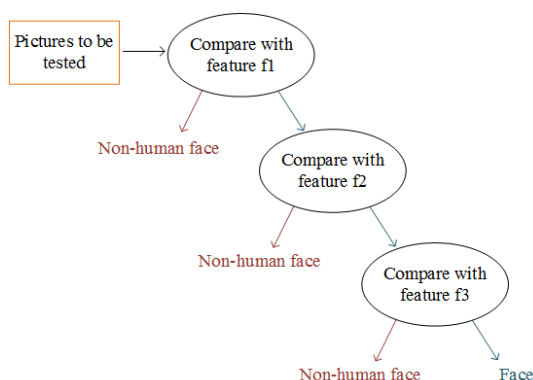 Pictures to be
tested
Compare with
feature f1
Non-human face
Compare with
feature f2
Non-human face
Compare with
feature f3
Non-human face
Face